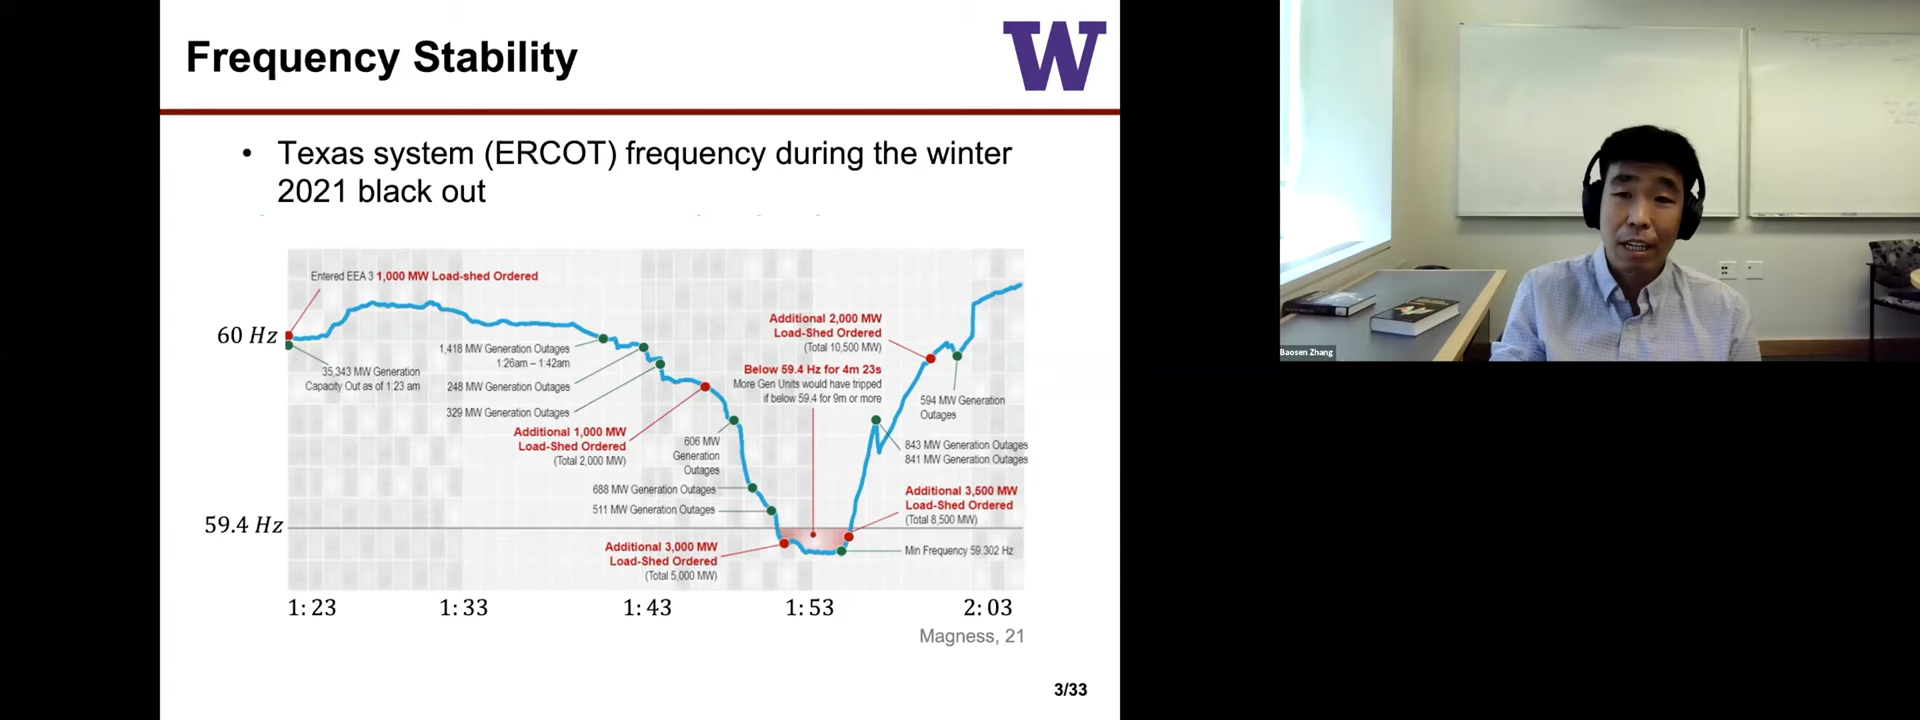 Frequency Stability
W
• Texas system (ERCOT) frequency during the winter
2021 black out
Entered EEA 3 1,000 MW Load-shed Ordered
60 Hz
35,343 MW Generation
Capacity Out as of 1:23 am
1,418 MW Generation Outages
1:26am – 1:42am
248 MW Generation Outages
329 MW Generation Outages
Additional 1,000 MW
Load-Shed Ordered
(Total 2,000 MW)
606 MW
Generation
Outages
688 MW Generation Outages
511 MW Generation Outages
Additional 2,000 MW
Load-Shed Ordered
(Total 10,500 MW)
Below 59.4 Hz for 4m 23s
More Gen Units would have tripped
if below 59.4 for 9m or more
594 MW Generation
Outages
843 MW Generation Outages
841 MW Generation Outages
Additional 3,500 MW
Load-Shed Ordered
(Total 8,500 MW)
59.4 Hz
Additional 3,000 MW
Load-Shed Ordered
(Total 5,000 MW)
Min Frequency 59.302 Hz
1:23 1:33 1:43 1:53 2:03
Magness, 21
3/33
Baosen Zhang